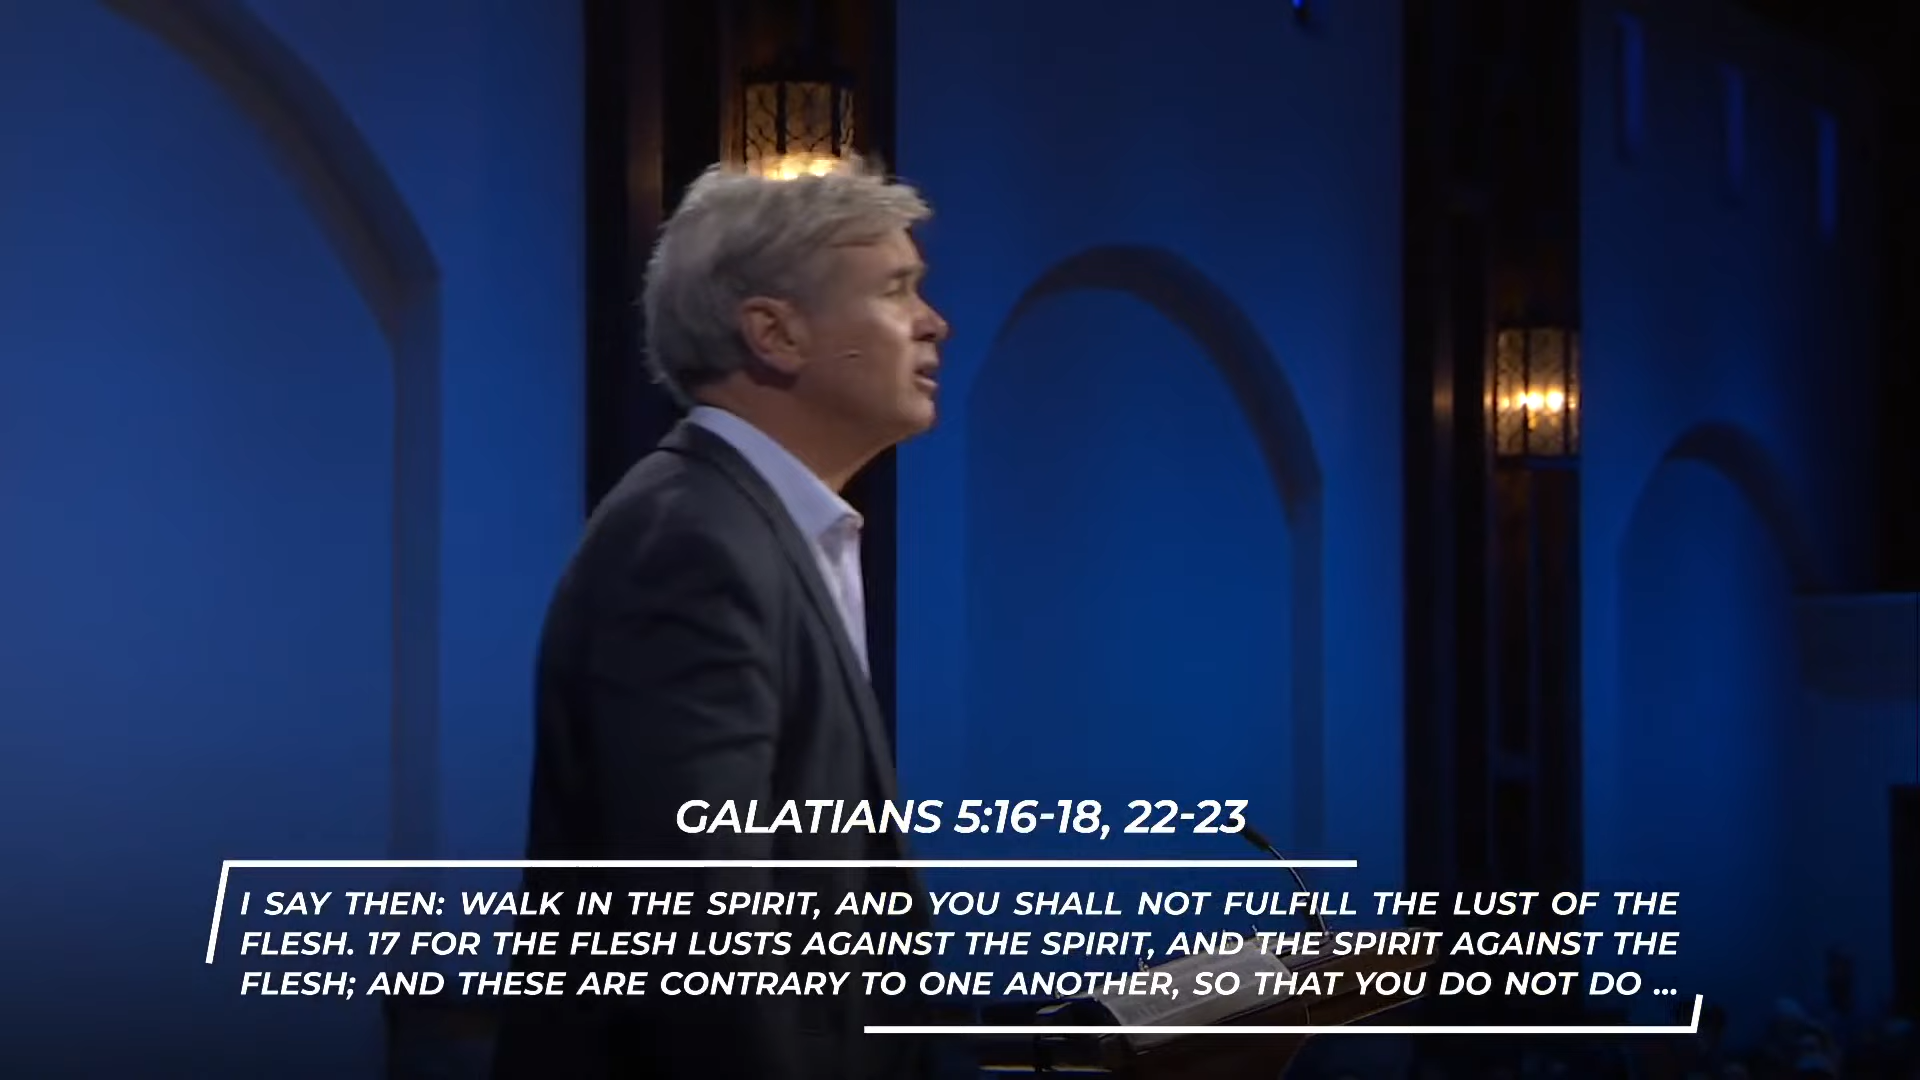 GALATIANS 5:16-18, 22-23
I SAY THEN: WALK IN THE SPIRIT, AND YOU SHALL NOT FULFILL THE LUST OF THE
FLESH. 17 FOR THE FLESH LUSTS AGAINST THE SPIRIT, AND THE SPIRIT AGAINST THE
FLESH; AND THESE ARE CONTRARY TO ONE ANOTHER, SO THAT YOU DO NOT DO ...